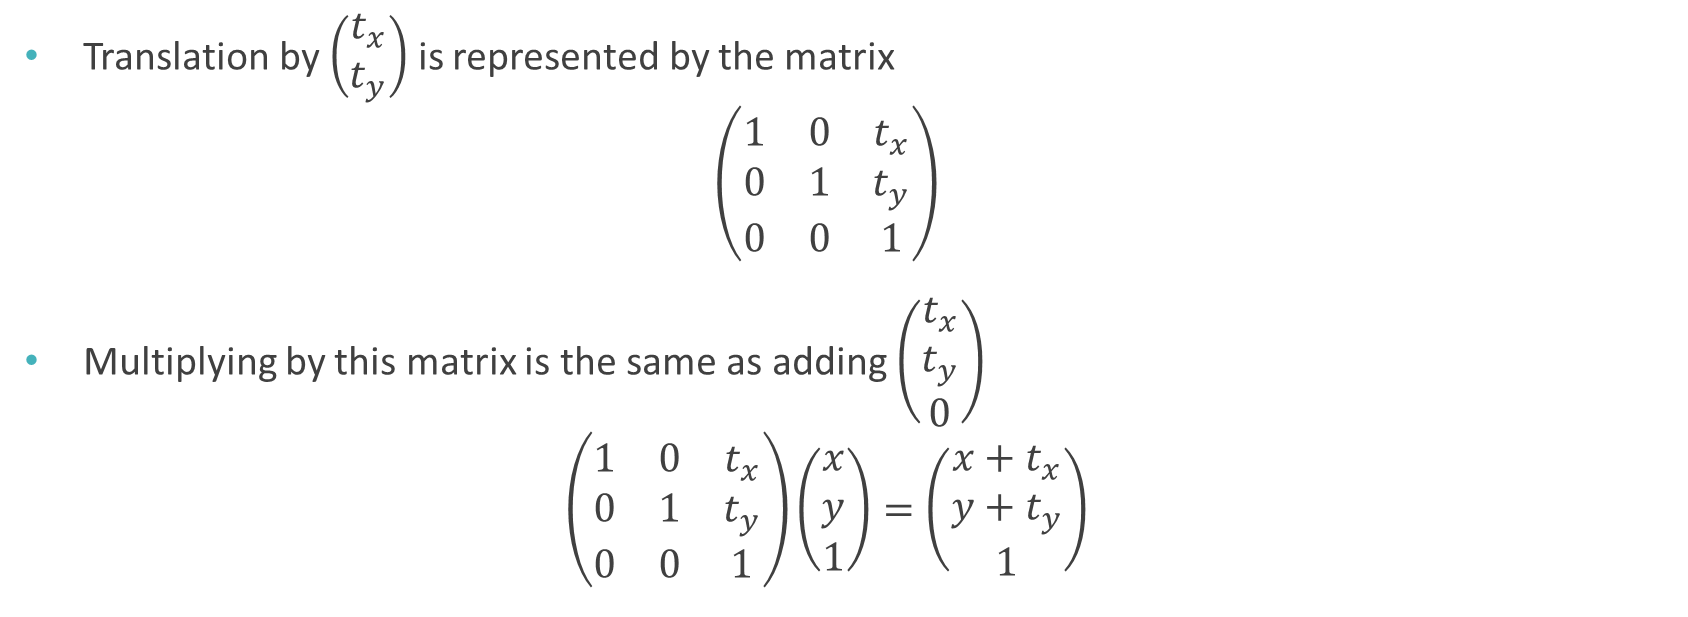 • Translation by (t_x t_y) is represented by the matrix
(1 0 t_x
0 1 t_y
0 0 1)
• Multiplying by this matrix is the same as adding (t_x t_y 0)
(1 0 t_x
0 1 t_y
0 0 1) (x y 1) = (x + t_x
y + t_y
1)